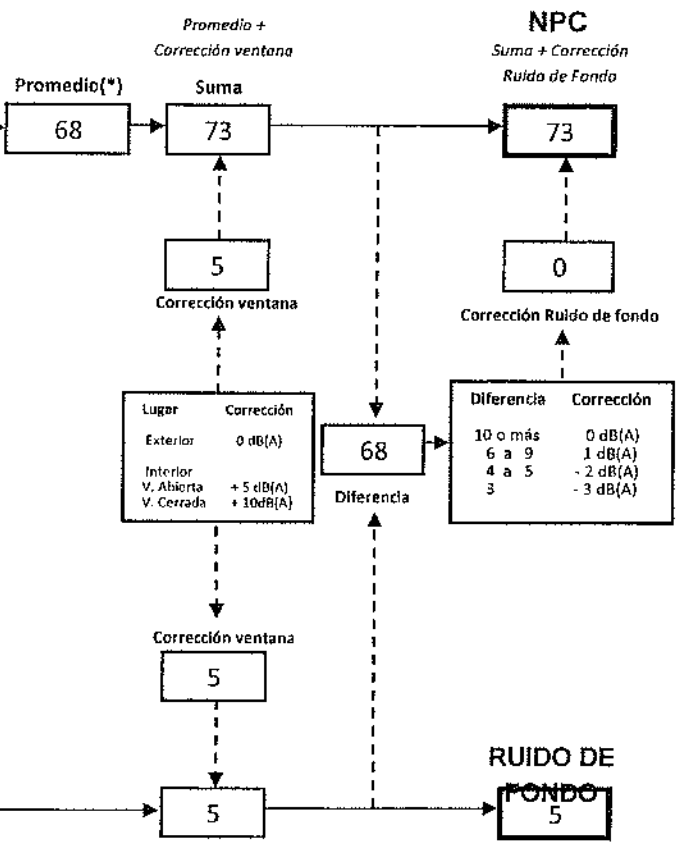 Promedio +
Corrección ventana
NPC
Suma + Corrección
Ruido de Fondo
Promedio(*)
Suma
68
73
73
5
0
Corrección ventana
Corrección Ruido de fondo
Lugar Corrección
Exterior 0 dB(A)
Interior
V. Abierta + 5 dB(A)
V. Cerrada + 10dB(A)
68
Diferencia
Diferencia Corrección
10 o más 0 dB(A)
6 a 9 1 dB(A)
4 a 5 - 2 dB(A)
3 - 3 dB(A)
Corrección ventana
5
RUIDO DE
FONDO
5
5